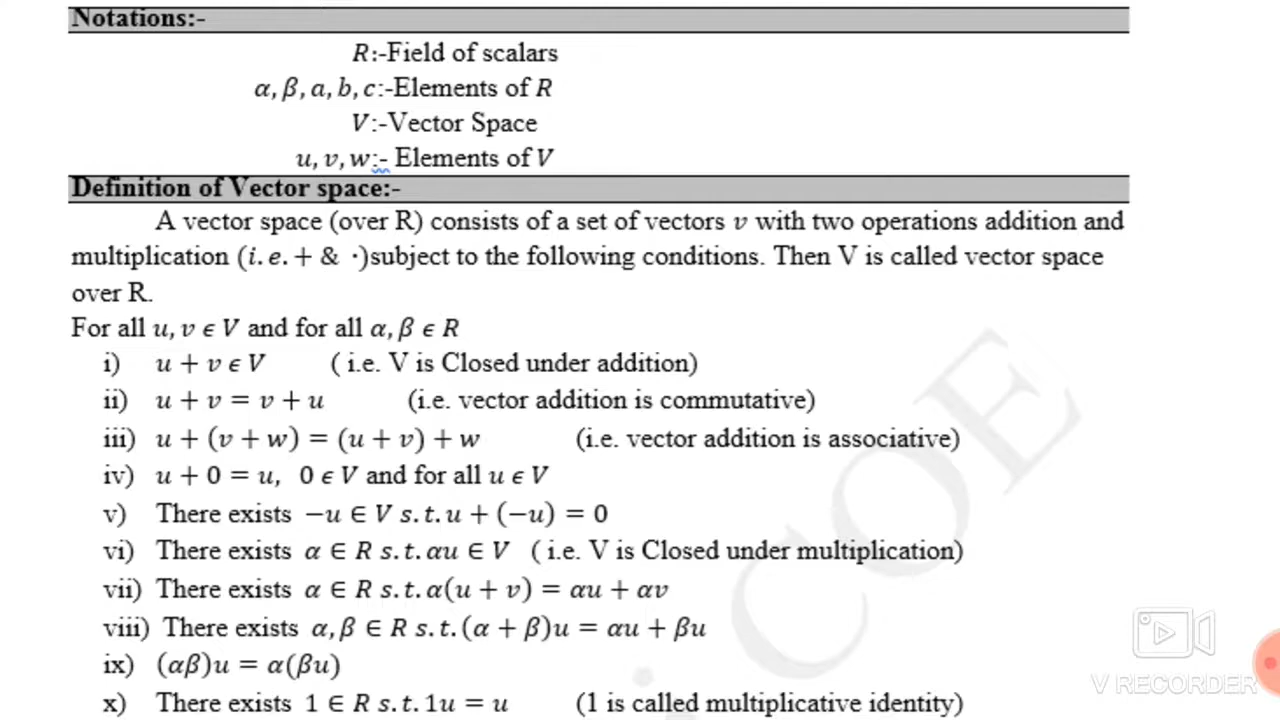 Notations:-
R:-Field of scalars
α, β, a, b, c:-Elements of R
V:-Vector Space
u, v, w:- Elements of V
Definition of Vector space:-
A vector space (over R) consists of a set of vectors v with two operations addition and
multiplication (i.e. + & ·)subject to the following conditions. Then V is called vector space
over R.
For all u, v ϵ V and for all α, β ϵ R
i) u + v ϵ V ( i.e. V is Closed under addition)
ii) u + v = v + u (i.e. vector addition is commutative)
iii) u + (v + w) = (u + v) + w (i.e. vector addition is associative)
iv) u + 0 = u, 0 ϵ V and for all u ϵ V
v) There exists −u ∈ V s.t. u + (−u) = 0
vi) There exists α ∈ R s.t. αu ∈ V ( i.e. V is Closed under multiplication)
vii) There exists α ∈ R s.t. α(u + v) = αu + αv
viii) There exists α, β ∈ R s.t. (α + β)u = αu + βu
ix) (αβ)u = α(βu)
x) There exists 1 ∈ R s.t. 1u = u (1 is called multiplicative identity)
COE
V RECORDER